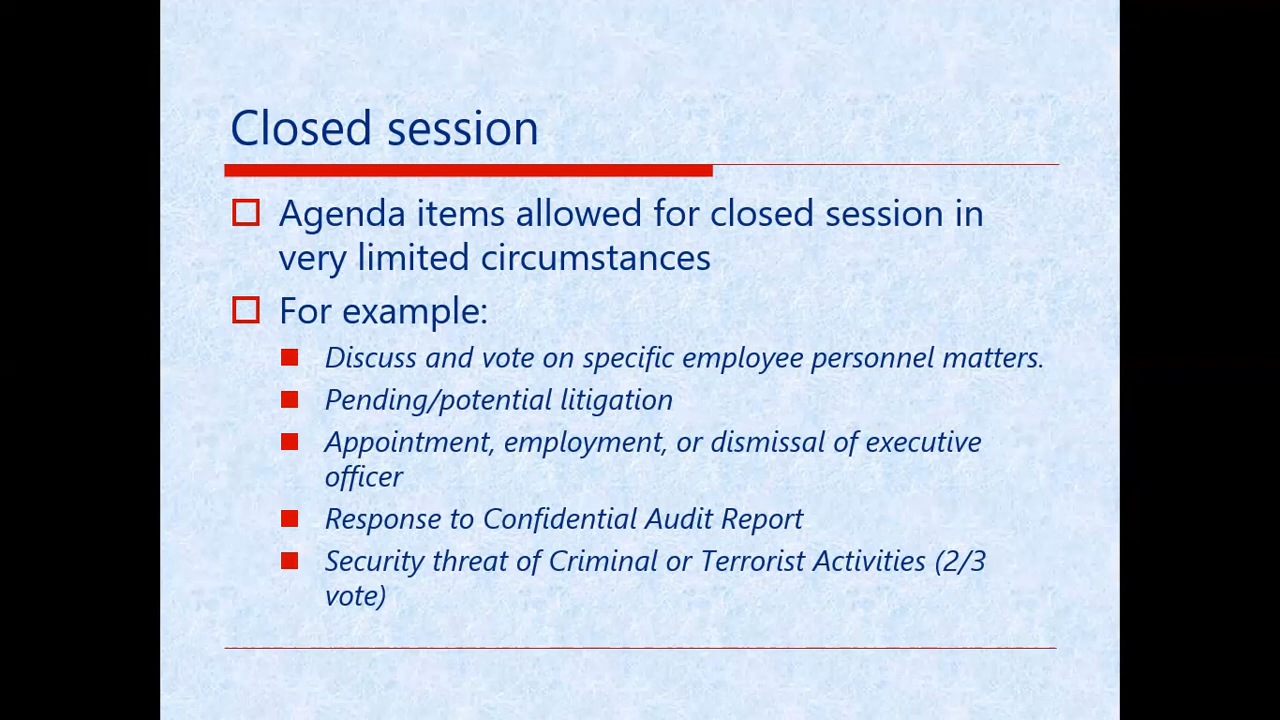 Closed session
Agenda items allowed for closed session in
very limited circumstances
For example:
Discuss and vote on specific employee personnel matters.
Pending/potential litigation
Appointment, employment, or dismissal of executive
officer
Response to Confidential Audit Report
Security threat of Criminal or Terrorist Activities (2/3
vote)